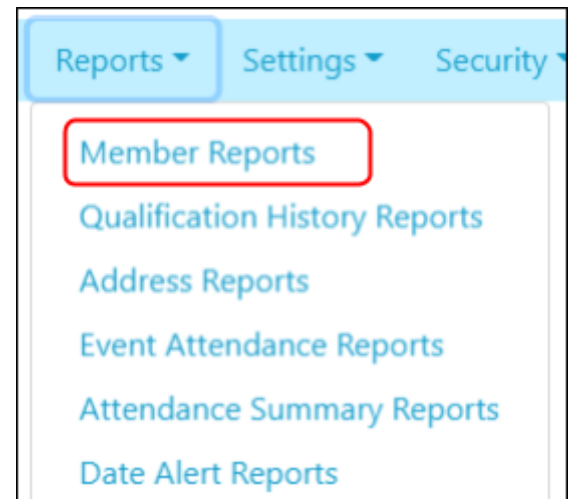 Reports Settings Security
Member Reports
Qualification History Reports
Address Reports
Event Attendance Reports
Attendance Summary Reports
Date Alert Reports